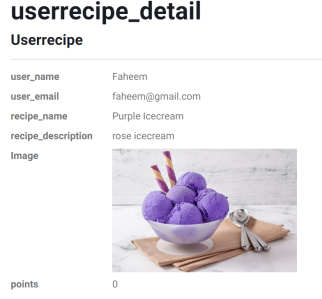 userrecipe_detail
Userrecipe
user_name Faheem
user_email faheem@gmail.com
recipe_name Purple Icecream
recipe_description rose icecream
Image
points 0